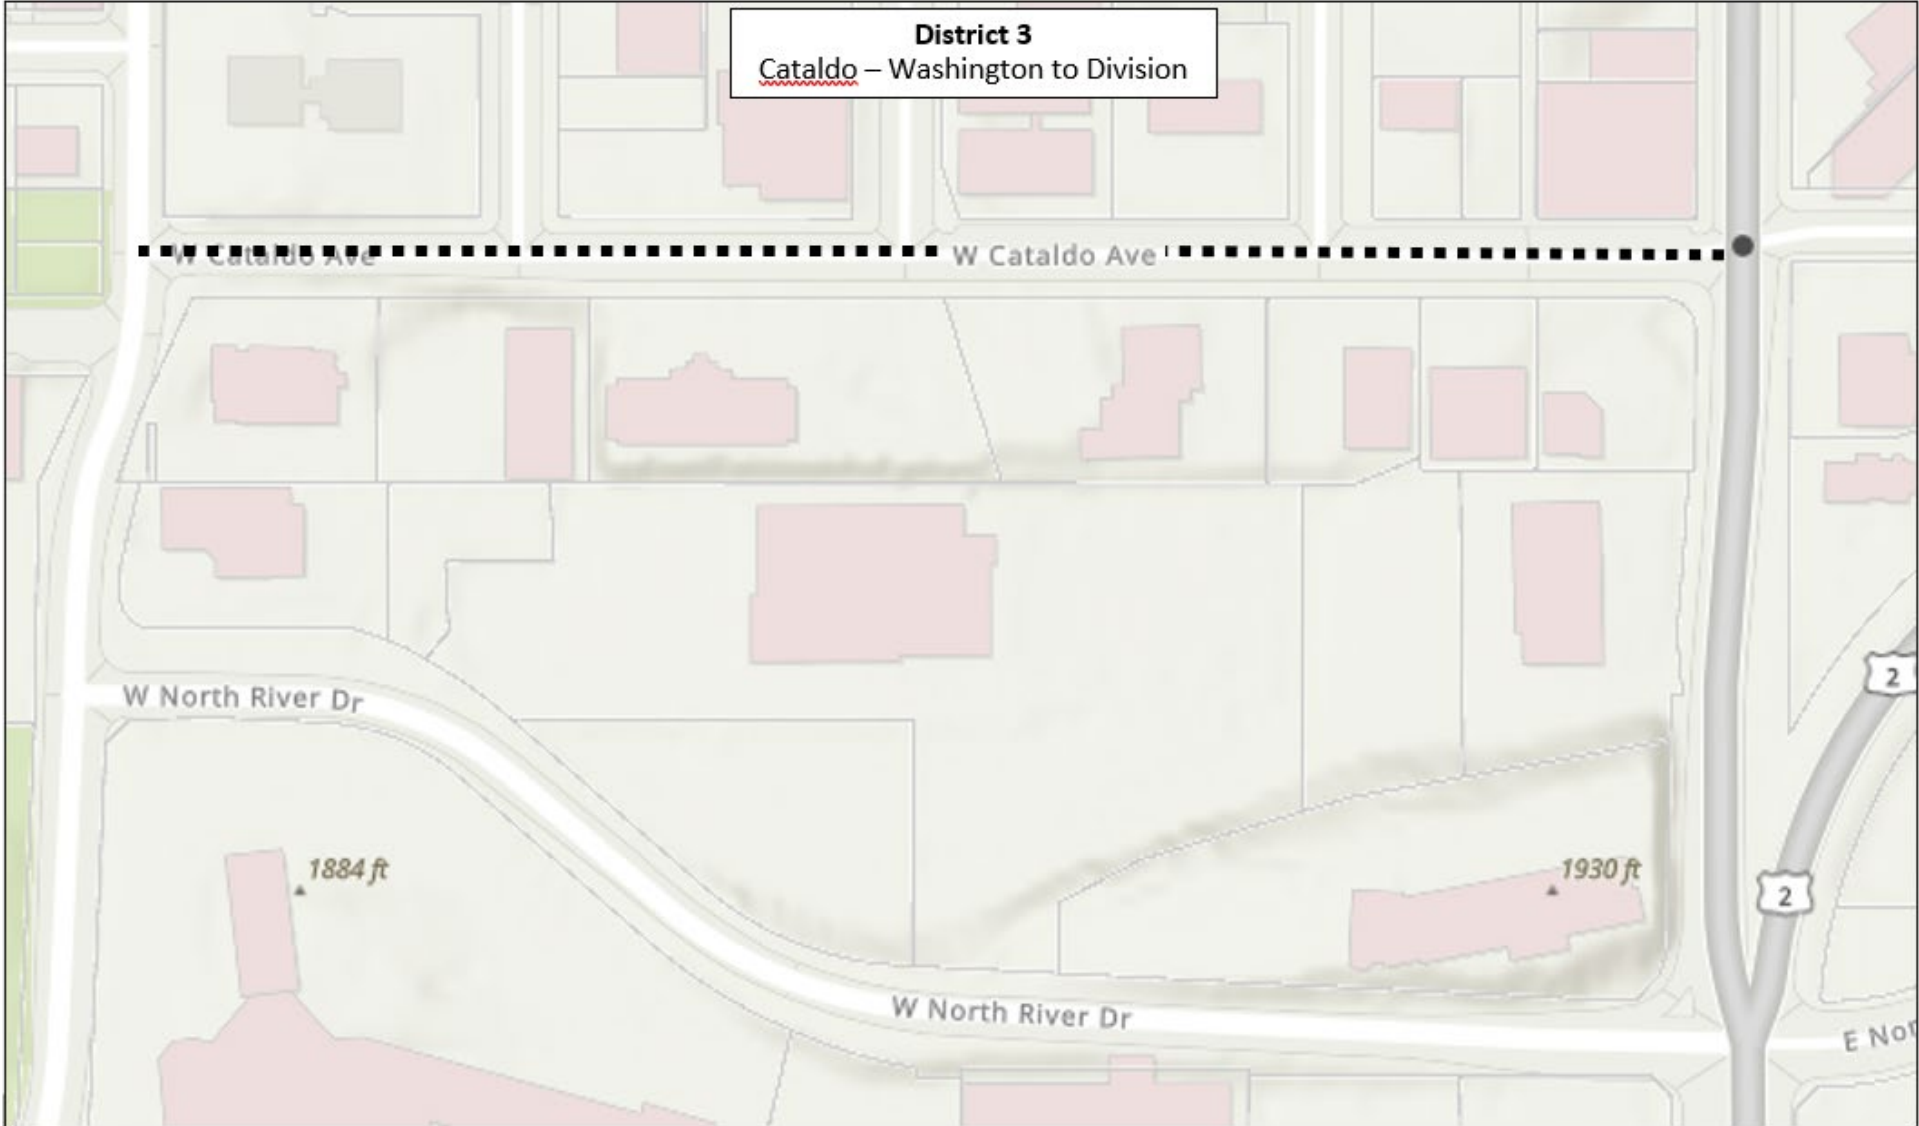 District 3
Cataldo – Washington to Division
W Cataldo Ave
W Cataldo Ave
W North River Dr
2
1884 ft
1930 ft
2
W North River Dr
E Nor